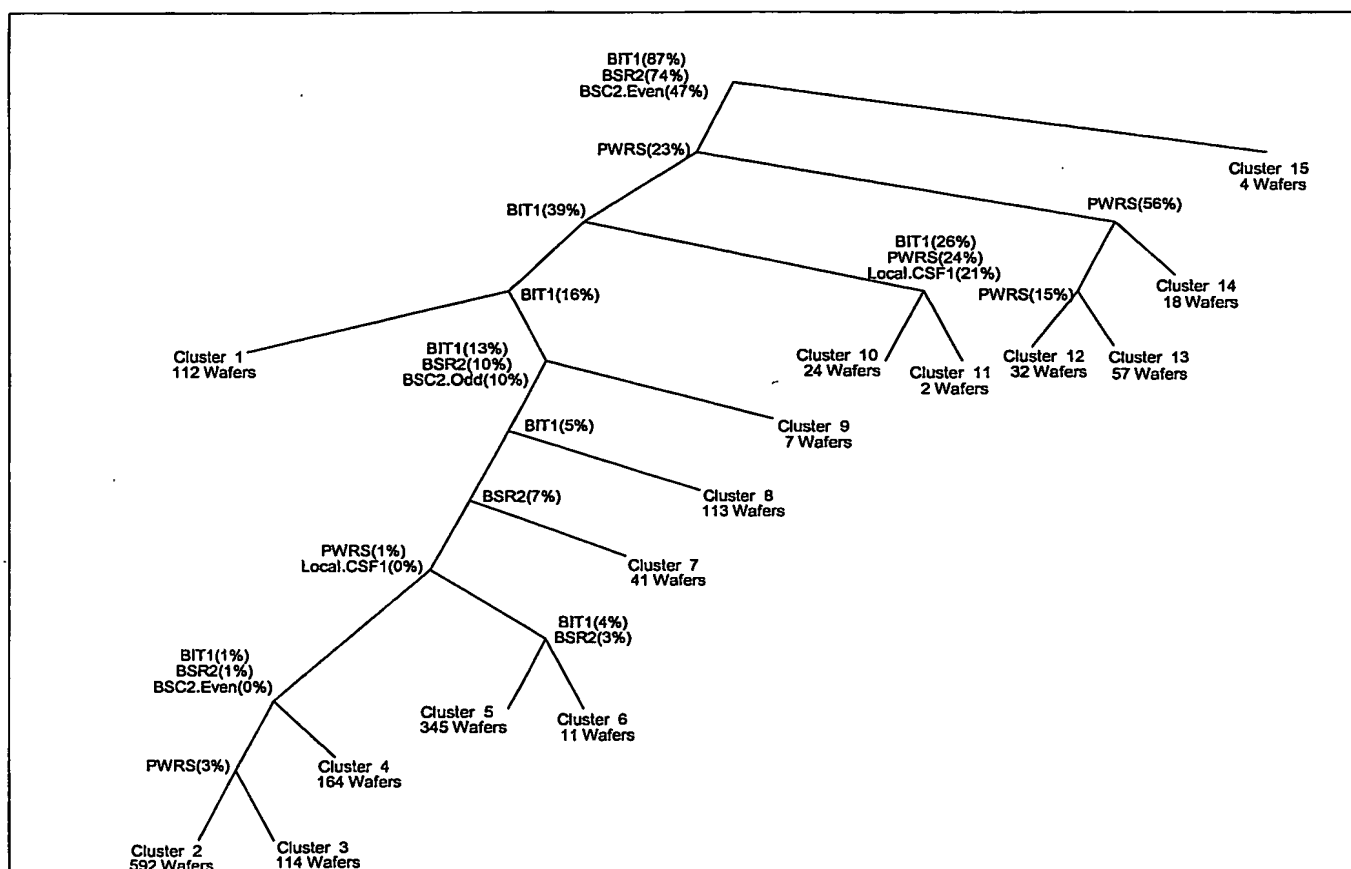 BIT1(87%)
BSR2(74%)
BSC2.Even(47%)
PWRS(23%)
Cluster 15
4 Wafers
BIT1(39%)
PWRS(56%)
BIT1(26%)
PWRS(24%)
Local.CSF1(21%)
BIT1(16%)
PWRS(15%)
Cluster 14
18 Wafers
Cluster 1
112 Wafers
BIT1(13%)
BSR2(10%)
BSC2.Odd(10%)
Cluster 10
24 Wafers
Cluster 11
2 Wafers
Cluster 12
32 Wafers
Cluster 13
57 Wafers
BIT1(5%)
Cluster 9
7 Wafers
BSR2(7%)
Cluster 8
113 Wafers
PWRS(1%)
Local.CSF1(0%)
Cluster 7
41 Wafers
BIT1(4%)
BSR2(3%)
BIT1(1%)
BSR2(1%)
BSC2.Even(0%)
Cluster 5
345 Wafers
Cluster 6
11 Wafers
PWRS(3%)
Cluster 4
164 Wafers
Cluster 2
592 Wafers
Cluster 3
114 Wafers